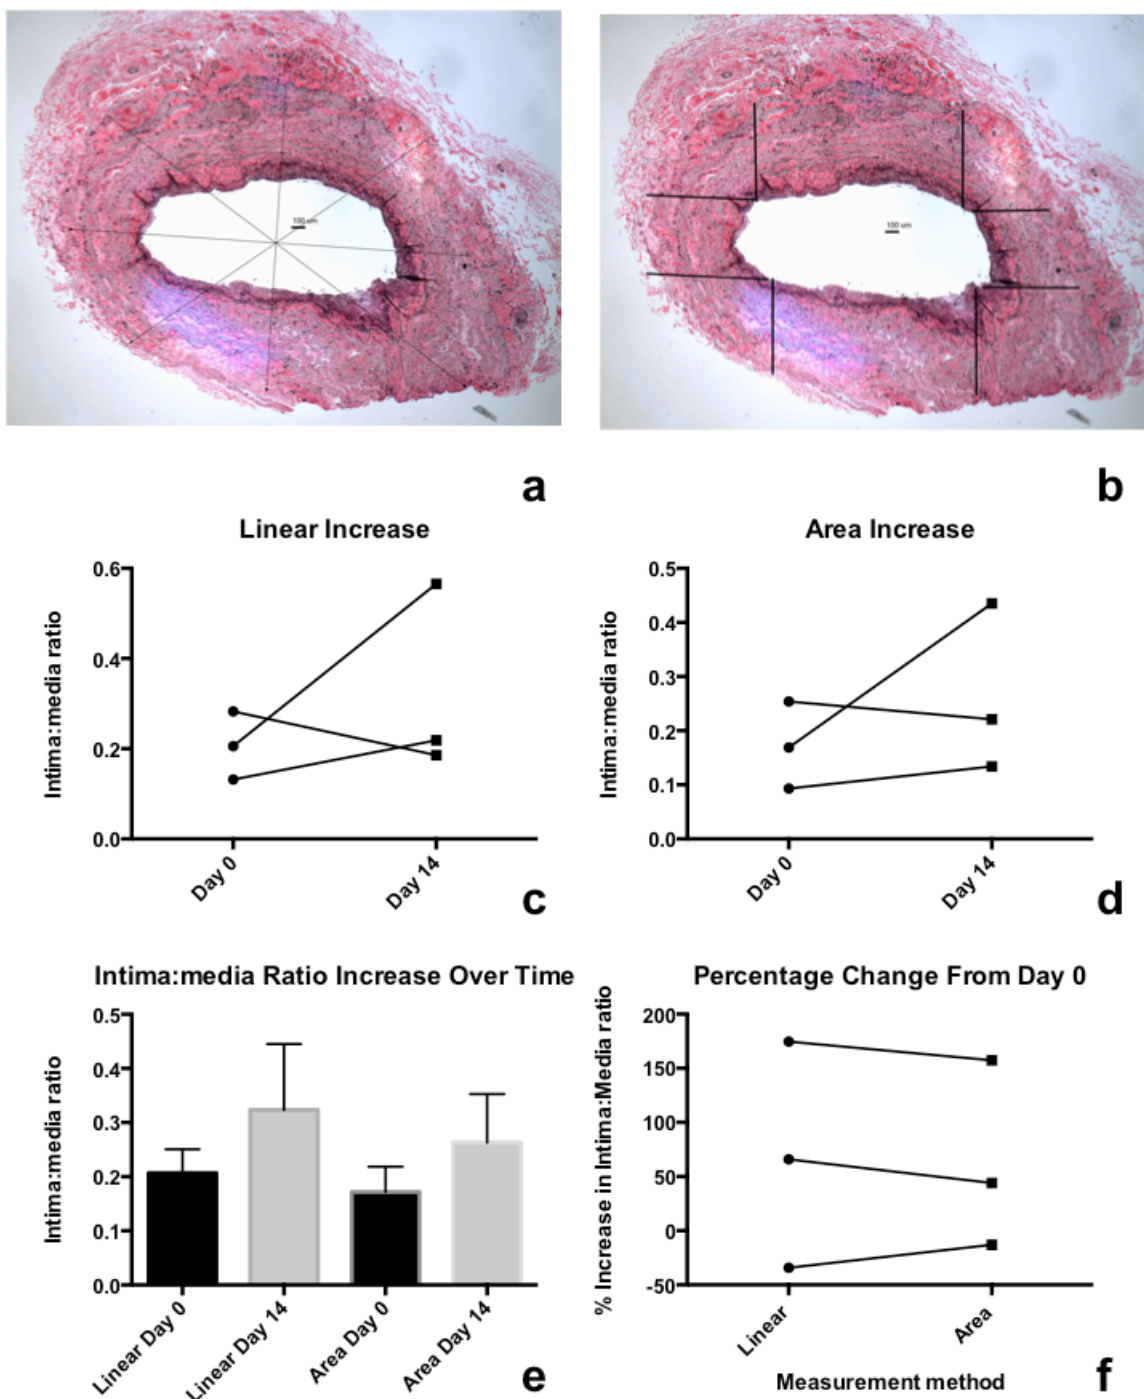 100 um
100 um
a
b
Linear Increase
Intima:media ratio
0.6
0.4
0.2
0.0
Day 0
Day 14
c
Area Increase
Intima:media ratio
0.5
0.4
0.3
0.2
0.1
0.0
Day 0
Day 14
d
Intima:media Ratio Increase Over Time
Intima:media ratio
0.5
0.4
0.3
0.2
0.1
0.0
Linear Day 0
Linear Day 14
Area Day 0
Area Day 14
e
Percentage Change From Day 0
% Increase in Intima:Media ratio
200
150
100
50
0
-50
Linear
Area
Measurement method
f